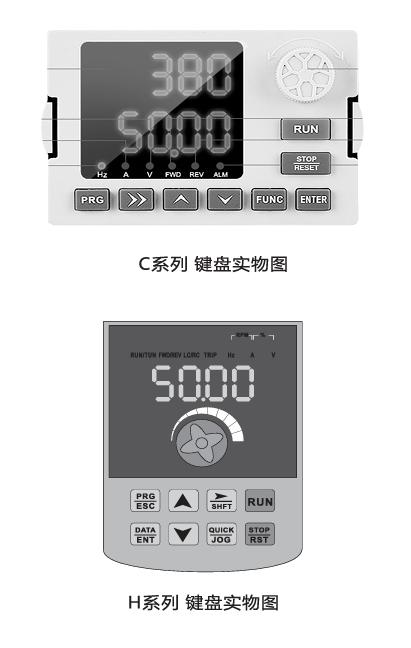 380
50.00
Hz A V FWD REV ALM
RUN
STOP
RESET
PRG FUNC ENTER
C系列 键盘实物图
RPM %
RUN/TUN FWD/REV LC/RC TRIP Hz A V
50.00
PRG
ESC
SHFT
RUN
DATA
ENT
QUICK
JOG
STOP
RST
H系列 键盘实物图